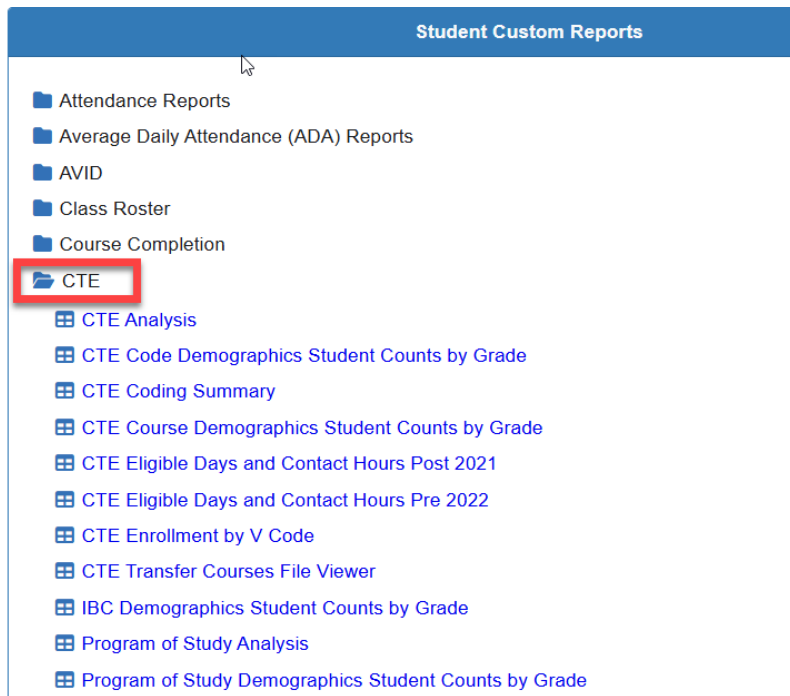 Student Custom Reports
Attendance Reports
Average Daily Attendance (ADA) Reports
AVID
Class Roster
Course Completion
CTE
CTE Analysis
CTE Code Demographics Student Counts by Grade
CTE Coding Summary
CTE Course Demographics Student Counts by Grade
CTE Eligible Days and Contact Hours Post 2021
CTE Eligible Days and Contact Hours Pre 2022
CTE Enrollment by V Code
CTE Transfer Courses File Viewer
IBC Demographics Student Counts by Grade
Program of Study Analysis
Program of Study Demographics Student Counts by Grade